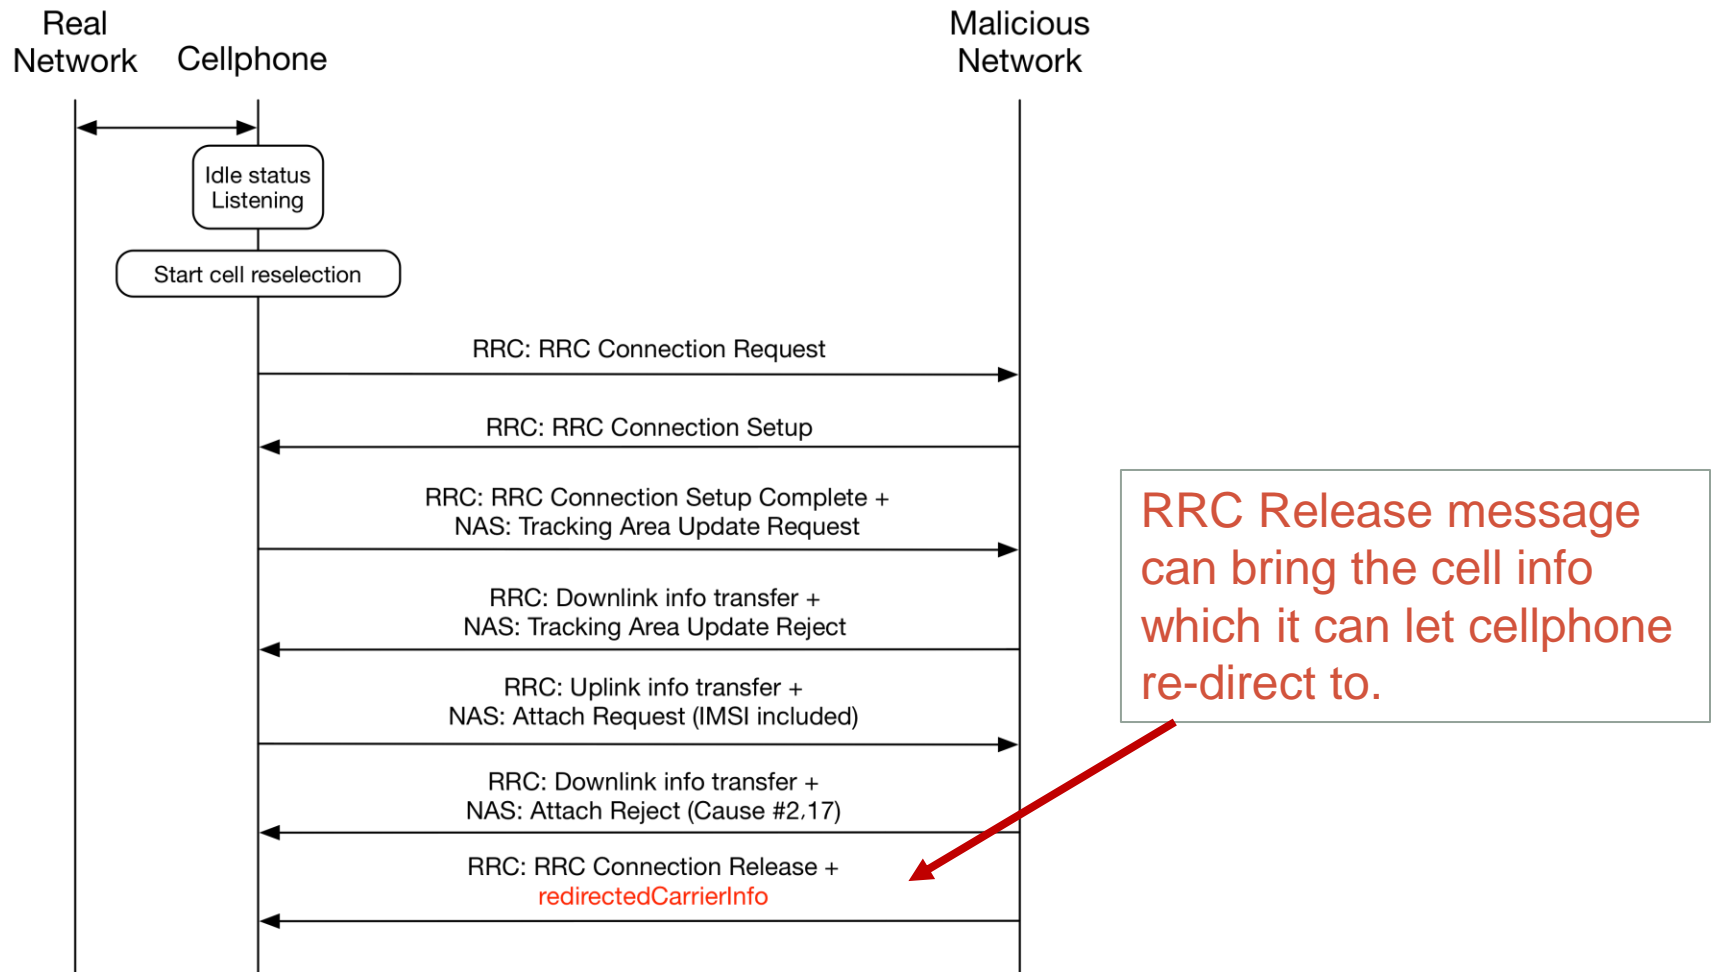 Real
Network
Cellphone
Malicious
Network
Idle status
Listening
Start cell reselection
RRC: RRC Connection Request
RRC: RRC Connection Setup
RRC: RRC Connection Setup Complete +
NAS: Tracking Area Update Request
RRC: Downlink info transfer +
NAS: Tracking Area Update Reject
RRC: Uplink info transfer +
NAS: Attach Request (IMSI included)
RRC: Downlink info transfer +
NAS: Attach Reject (Cause #2,17)
RRC: RRC Connection Release +
redirectedCarrierInfo
RRC Release message
can bring the cell info
which it can let cellphone
re-direct to.